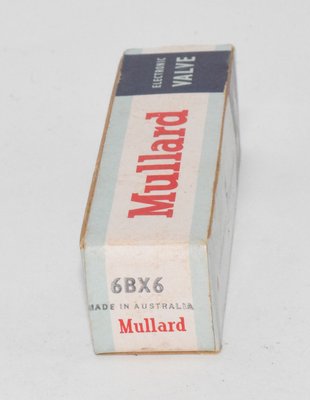 ELECTRONIC
VALVE
Mullard
6BX6
MADE IN AUSTRALIA
Mullard